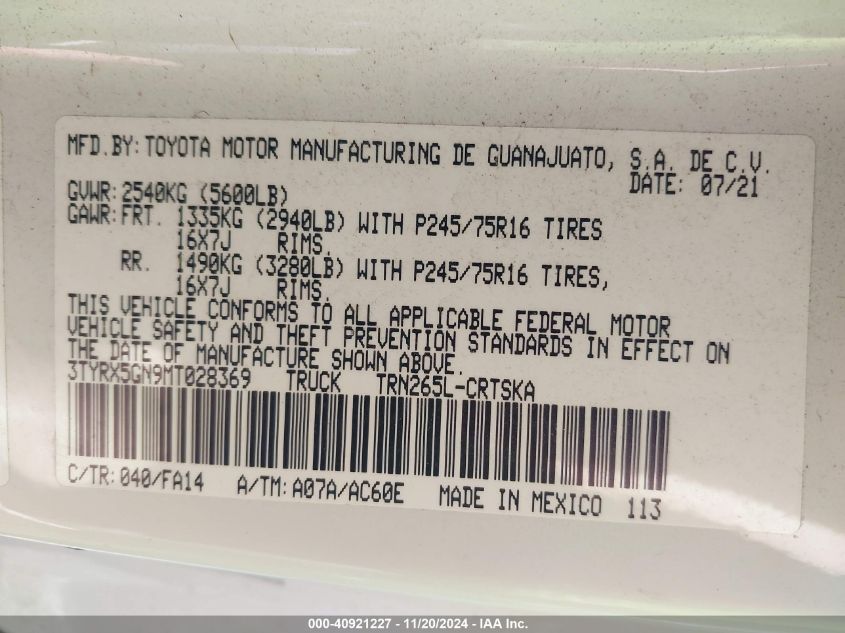 MFD.BY: TOYOTA MOTOR MANUFACTURING DE GUANAJUATO, S.A. DE C.V.
DATE: 07/21
GVWR: 2540KG (5600LB)
GAWR: FRT. 1335KG (2940LB) WITH P245/75R16 TIRES
16X7J RIMS,
RR. 1490KG (3280LB) WITH P245/75R16 TIRES,
16X7J RIMS,
THIS VEHICLE CONFORMS TO ALL APPLICABLE FEDERAL MOTOR
VEHICLE SAFETY AND THEFT PREVENTION STANDARDS IN EFFECT ON
THE DATE OF MANUFACTURE SHOWN ABOVE.
3TYRX5GN9MT028369 TRUCK TRN265L-CRTSKA
C/TR: 040/FA14 A/TM: A07A/AC60E MADE IN MEXICO 113
000-40921227 - 11/20/2024 - IAA Inc.